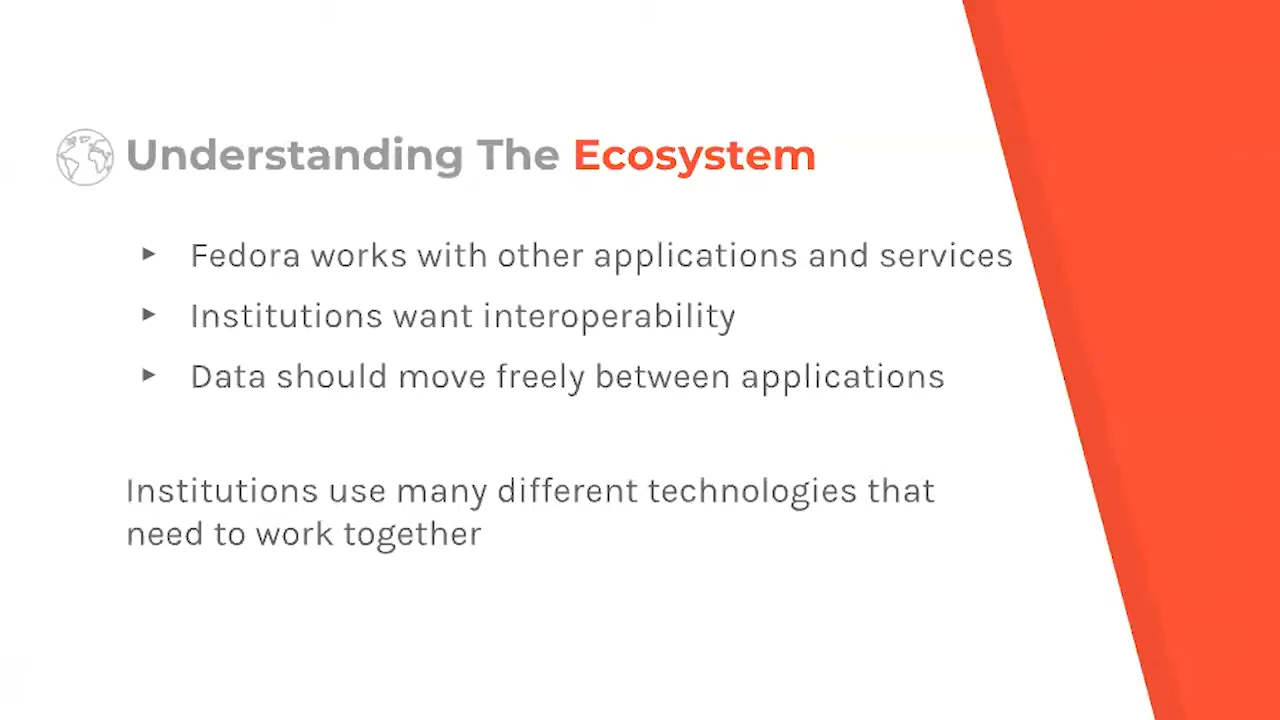 Understanding The Ecosystem
Fedora works with other applications and services
Institutions want interoperability
Data should move freely between applications
Institutions use many different technologies that
need to work together